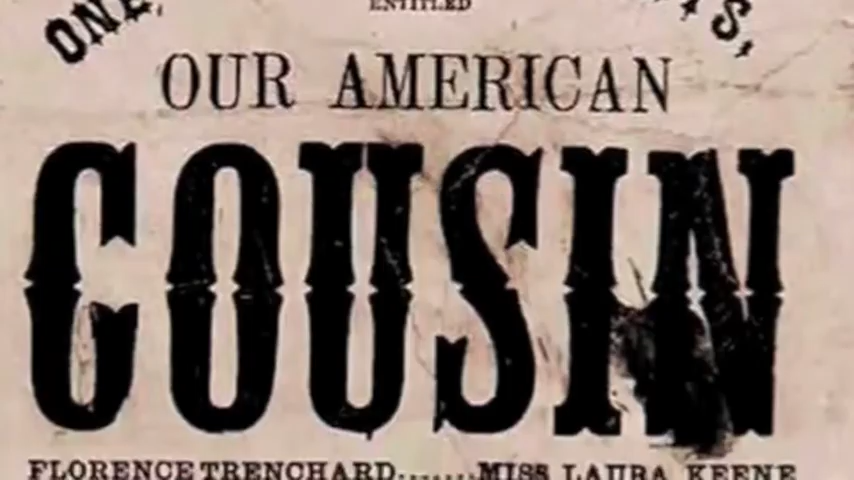 ENTITLED
OUR AMERICAN
COUSIN
FLORENCE TRENCHARD.......MISS LAURA KEENE